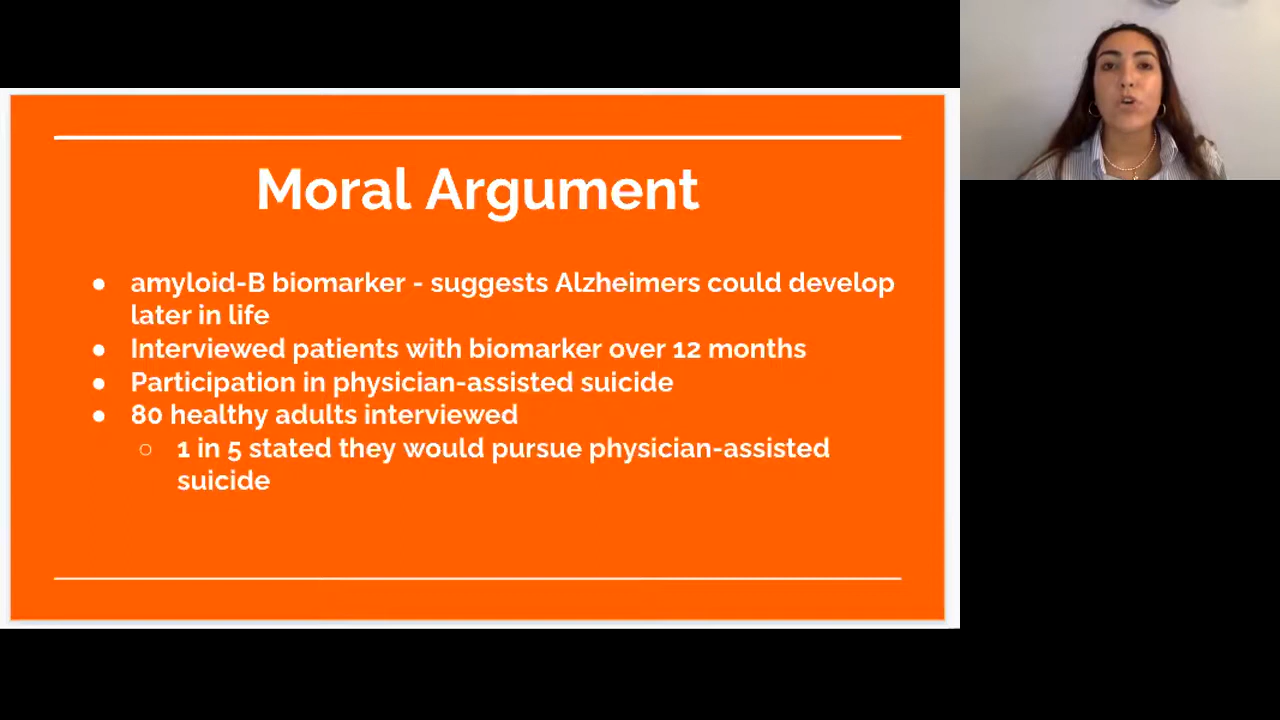 Moral Argument
● amyloid-B biomarker - suggests Alzheimers could develop
later in life
● Interviewed patients with biomarker over 12 months
● Participation in physician-assisted suicide
● 80 healthy adults interviewed
○ 1 in 5 stated they would pursue physician-assisted
suicide